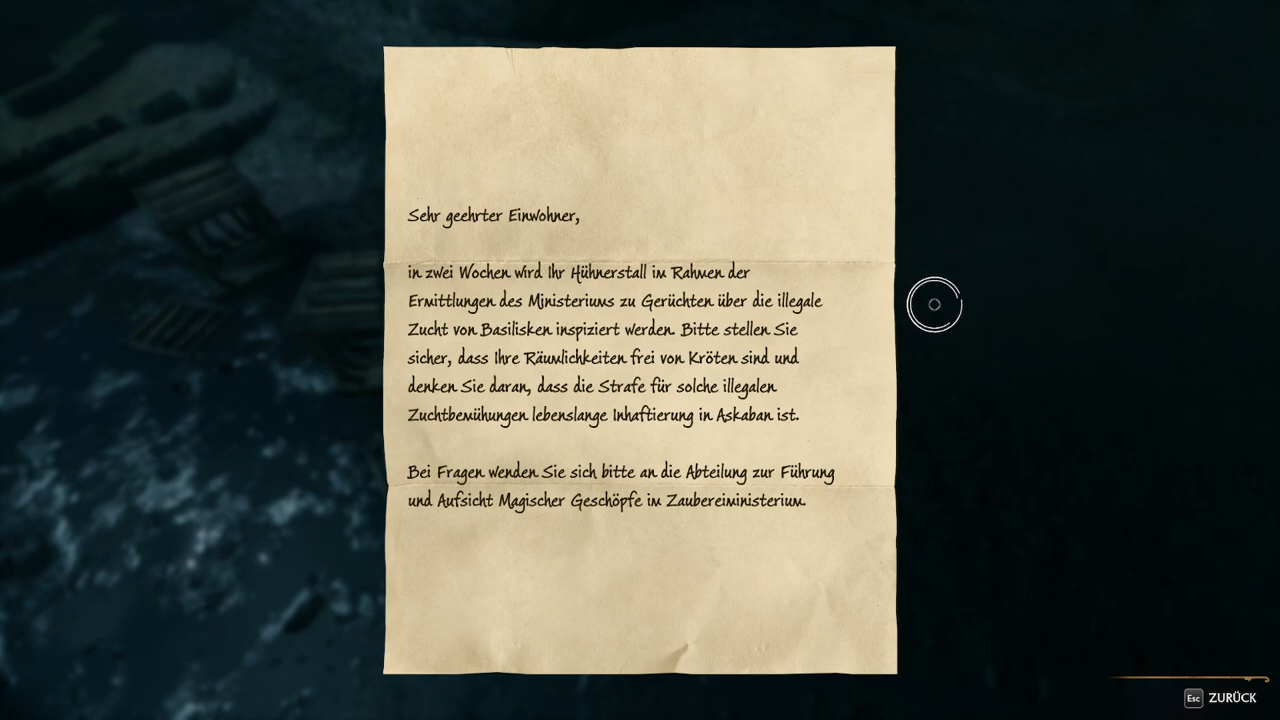 Sehr geehrter Einwohner,
in zwei Wochen wird Ihr Hühnerstall im Rahmen der
Ermittlungen des Ministeriums zu Gerüchten über die illegale
Zucht von Basilisken inspiziert werden. Bitte stellen Sie
sicher, dass Ihre Räumlichkeiten frei von Kröten sind und
denken Sie daran, dass die Strafe für solche illegalen
Zuchtbemühungen lebenslange Inhaftierung in Askaban ist.
Bei Fragen wenden Sie sich bitte an die Abteilung zur Führung
und Aufsicht Magischer Geschöpfe im Zaubereiministerium.
Esc ZURÜCK